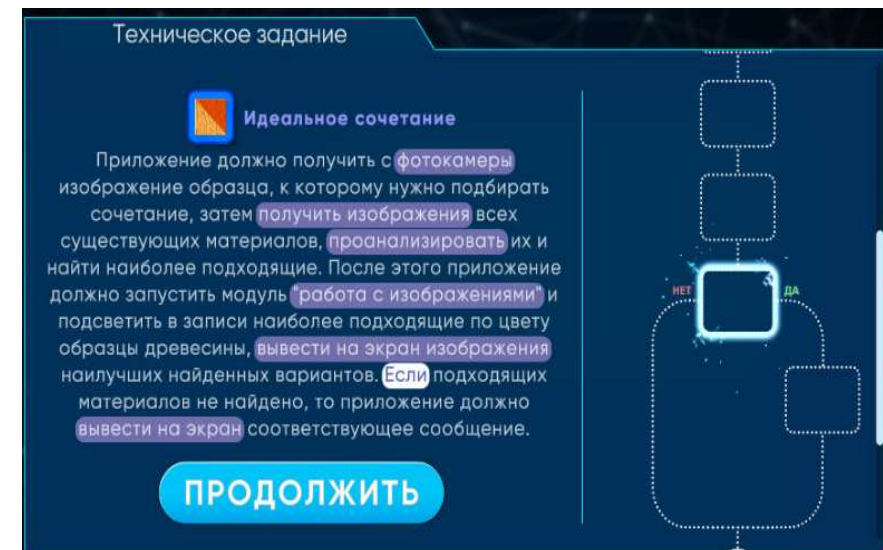 Техническое задание
Идеальное сочетание
Приложение должно получить с фотокамеры
изображение образца, к которому нужно подбирать
сочетание, затем получить изображения всех
существующих материалов, проанализировать их и
найти наиболее подходящие. После этого приложение
должно запустить модуль "работа с изображениями" и
подсветить в записи наиболее подходящие по цвету
образцы древесины, вывести на экран изображения
наилучших найденных вариантов. Если подходящих
материалов не найдено, то приложение должно
вывести на экран соответствующее сообщение.
ПРОДОЛЖИТЬ
НЕТ
ДА